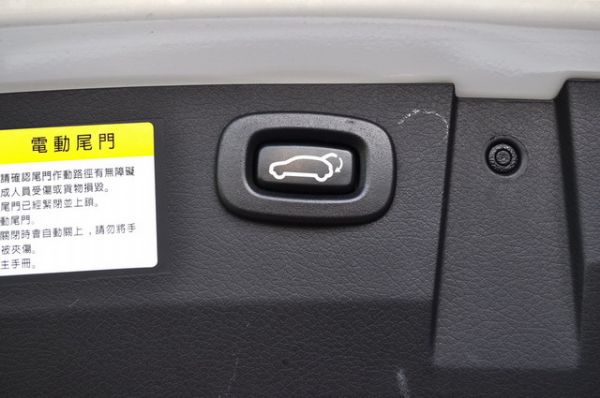 電動尾門
請確認尾門作動路徑有無障礙
成人員受傷或貨物損毀。
尾門已經緊閉並上鎖。
動尾門。
關閉時會自動關上，請勿將手
被夾傷。
主手冊。